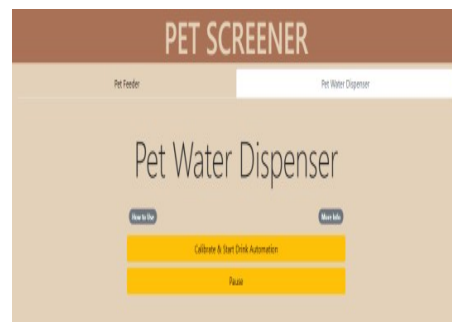 PET SCREENER
Pet Feeder Pet Water Dispenser
Pet Water Dispenser
How to Use More Info
Calibrate & Start Drink Automation
Pause